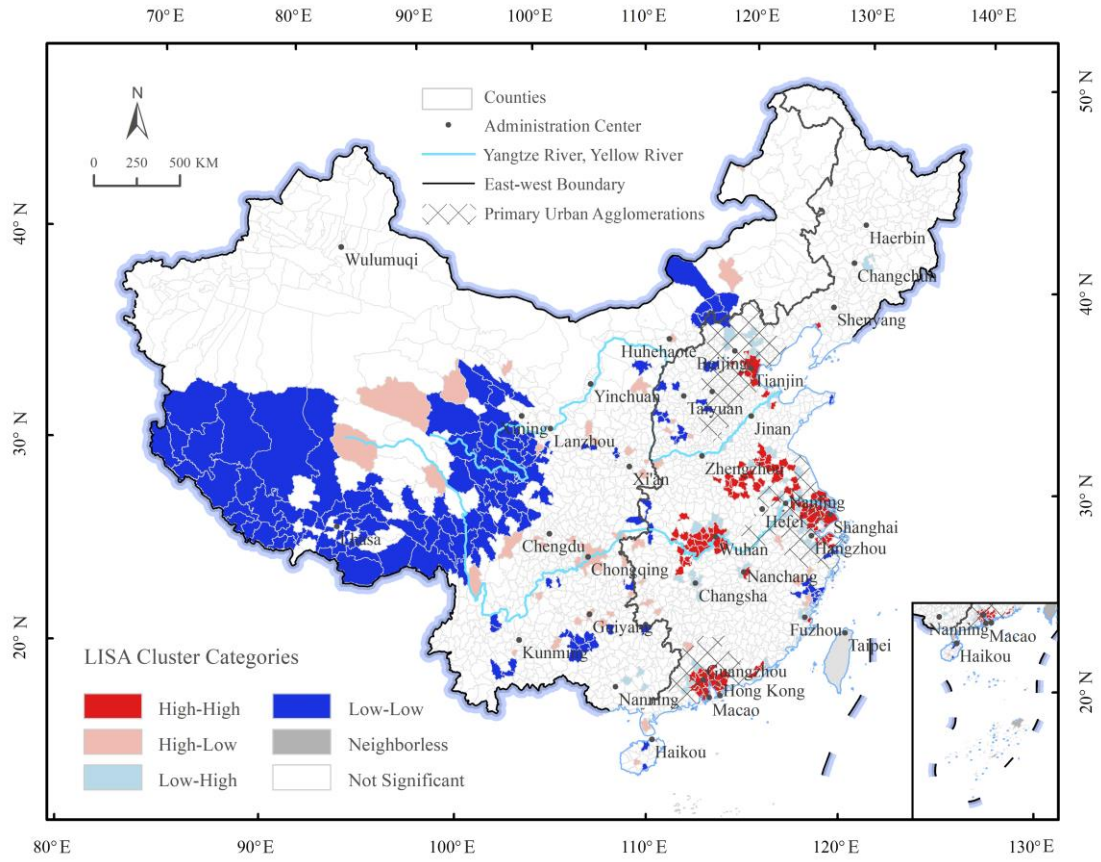 70° E 80° E 90° E 100° E 110° E 120° E 130° E 140° E
N
0 250 500 KM
Counties
Administration Center
Yangtze River, Yellow River
East-west Boundary
Primary Urban Agglomerations
50° N
40° N
40° N
30° N
30° N
20° N
20° N
Haerbin
Wulumuqi
Changchun
Shenyang
Huhehaote
Beijing
Tianjin
Yinchuan
Taiyuan
Jinan
Xining
Lanzhou
Zhengzhou
Xi'an
Nanjing
Hefei
Shanghai
Lhasa
Chengdu
Wuhan
Hangzhou
Chongqing
Nanchang
Changsha
Guiyang
Fuzhou
Taipei
Kunming
Guangzhou
Nanning
Hong Kong
Macao
Haikou
Nanning
Macao
Haikou
LISA Cluster Categories
High-High
Low-Low
High-Low
Neighborless
Low-High
Not Significant
80° E 90° E 100° E 110° E 120° E 130° E